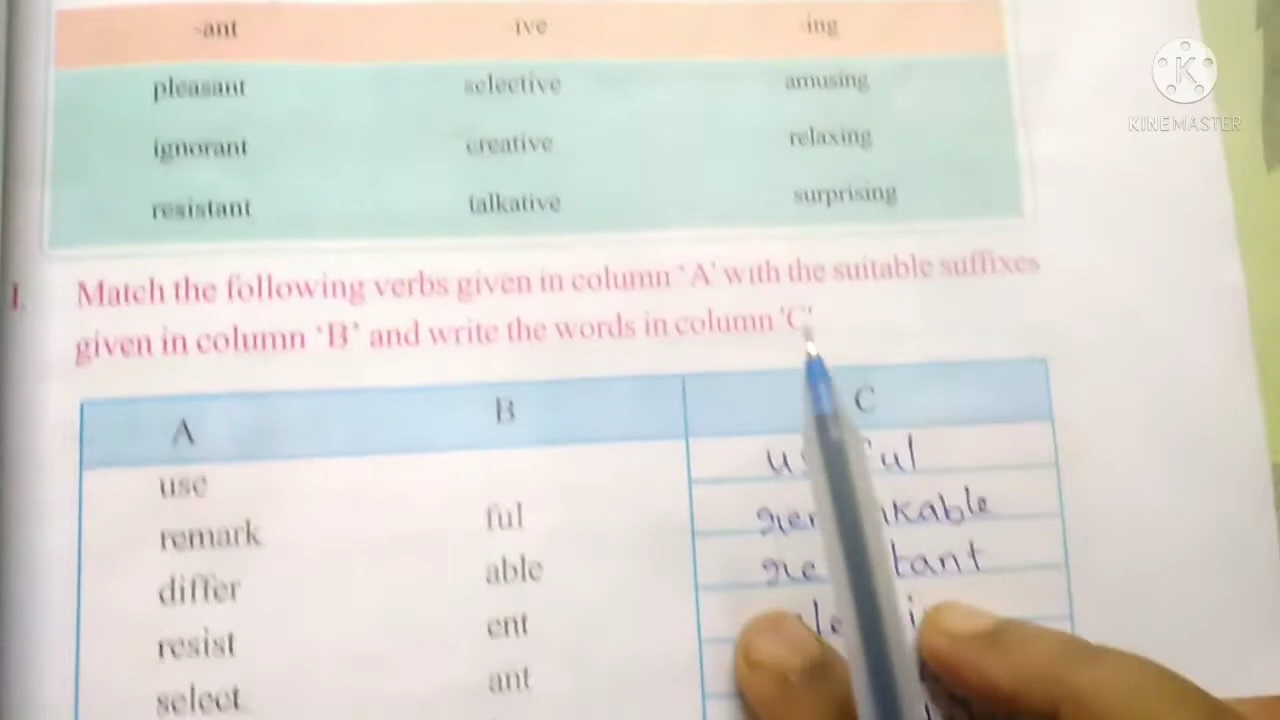 -ant -ive -ing
pleasant selective amusing
ignorant creative relaxing
resistant talkative surprising
KINEMASTER
I. Match the following verbs given in column 'A' with the suitable suffixes
given in column 'B' and write the words in column 'C'
A B C
use
remark ful
differ able
resist ent
select ant